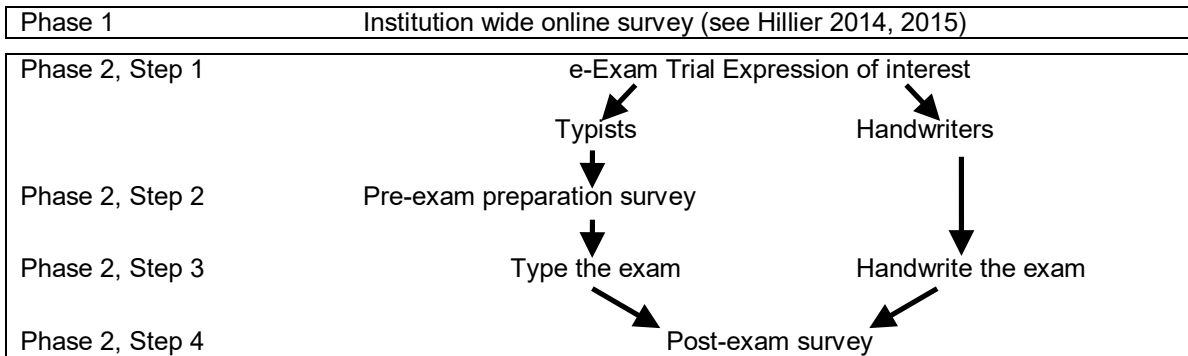 Phase 1 Institution wide online survey (see Hillier 2014, 2015)
Phase 2, Step 1 e-Exam Trial Expression of interest
Typists Handwriters
Phase 2, Step 2 Pre-exam preparation survey
Phase 2, Step 3 Type the exam Handwrite the exam
Phase 2, Step 4 Post-exam survey